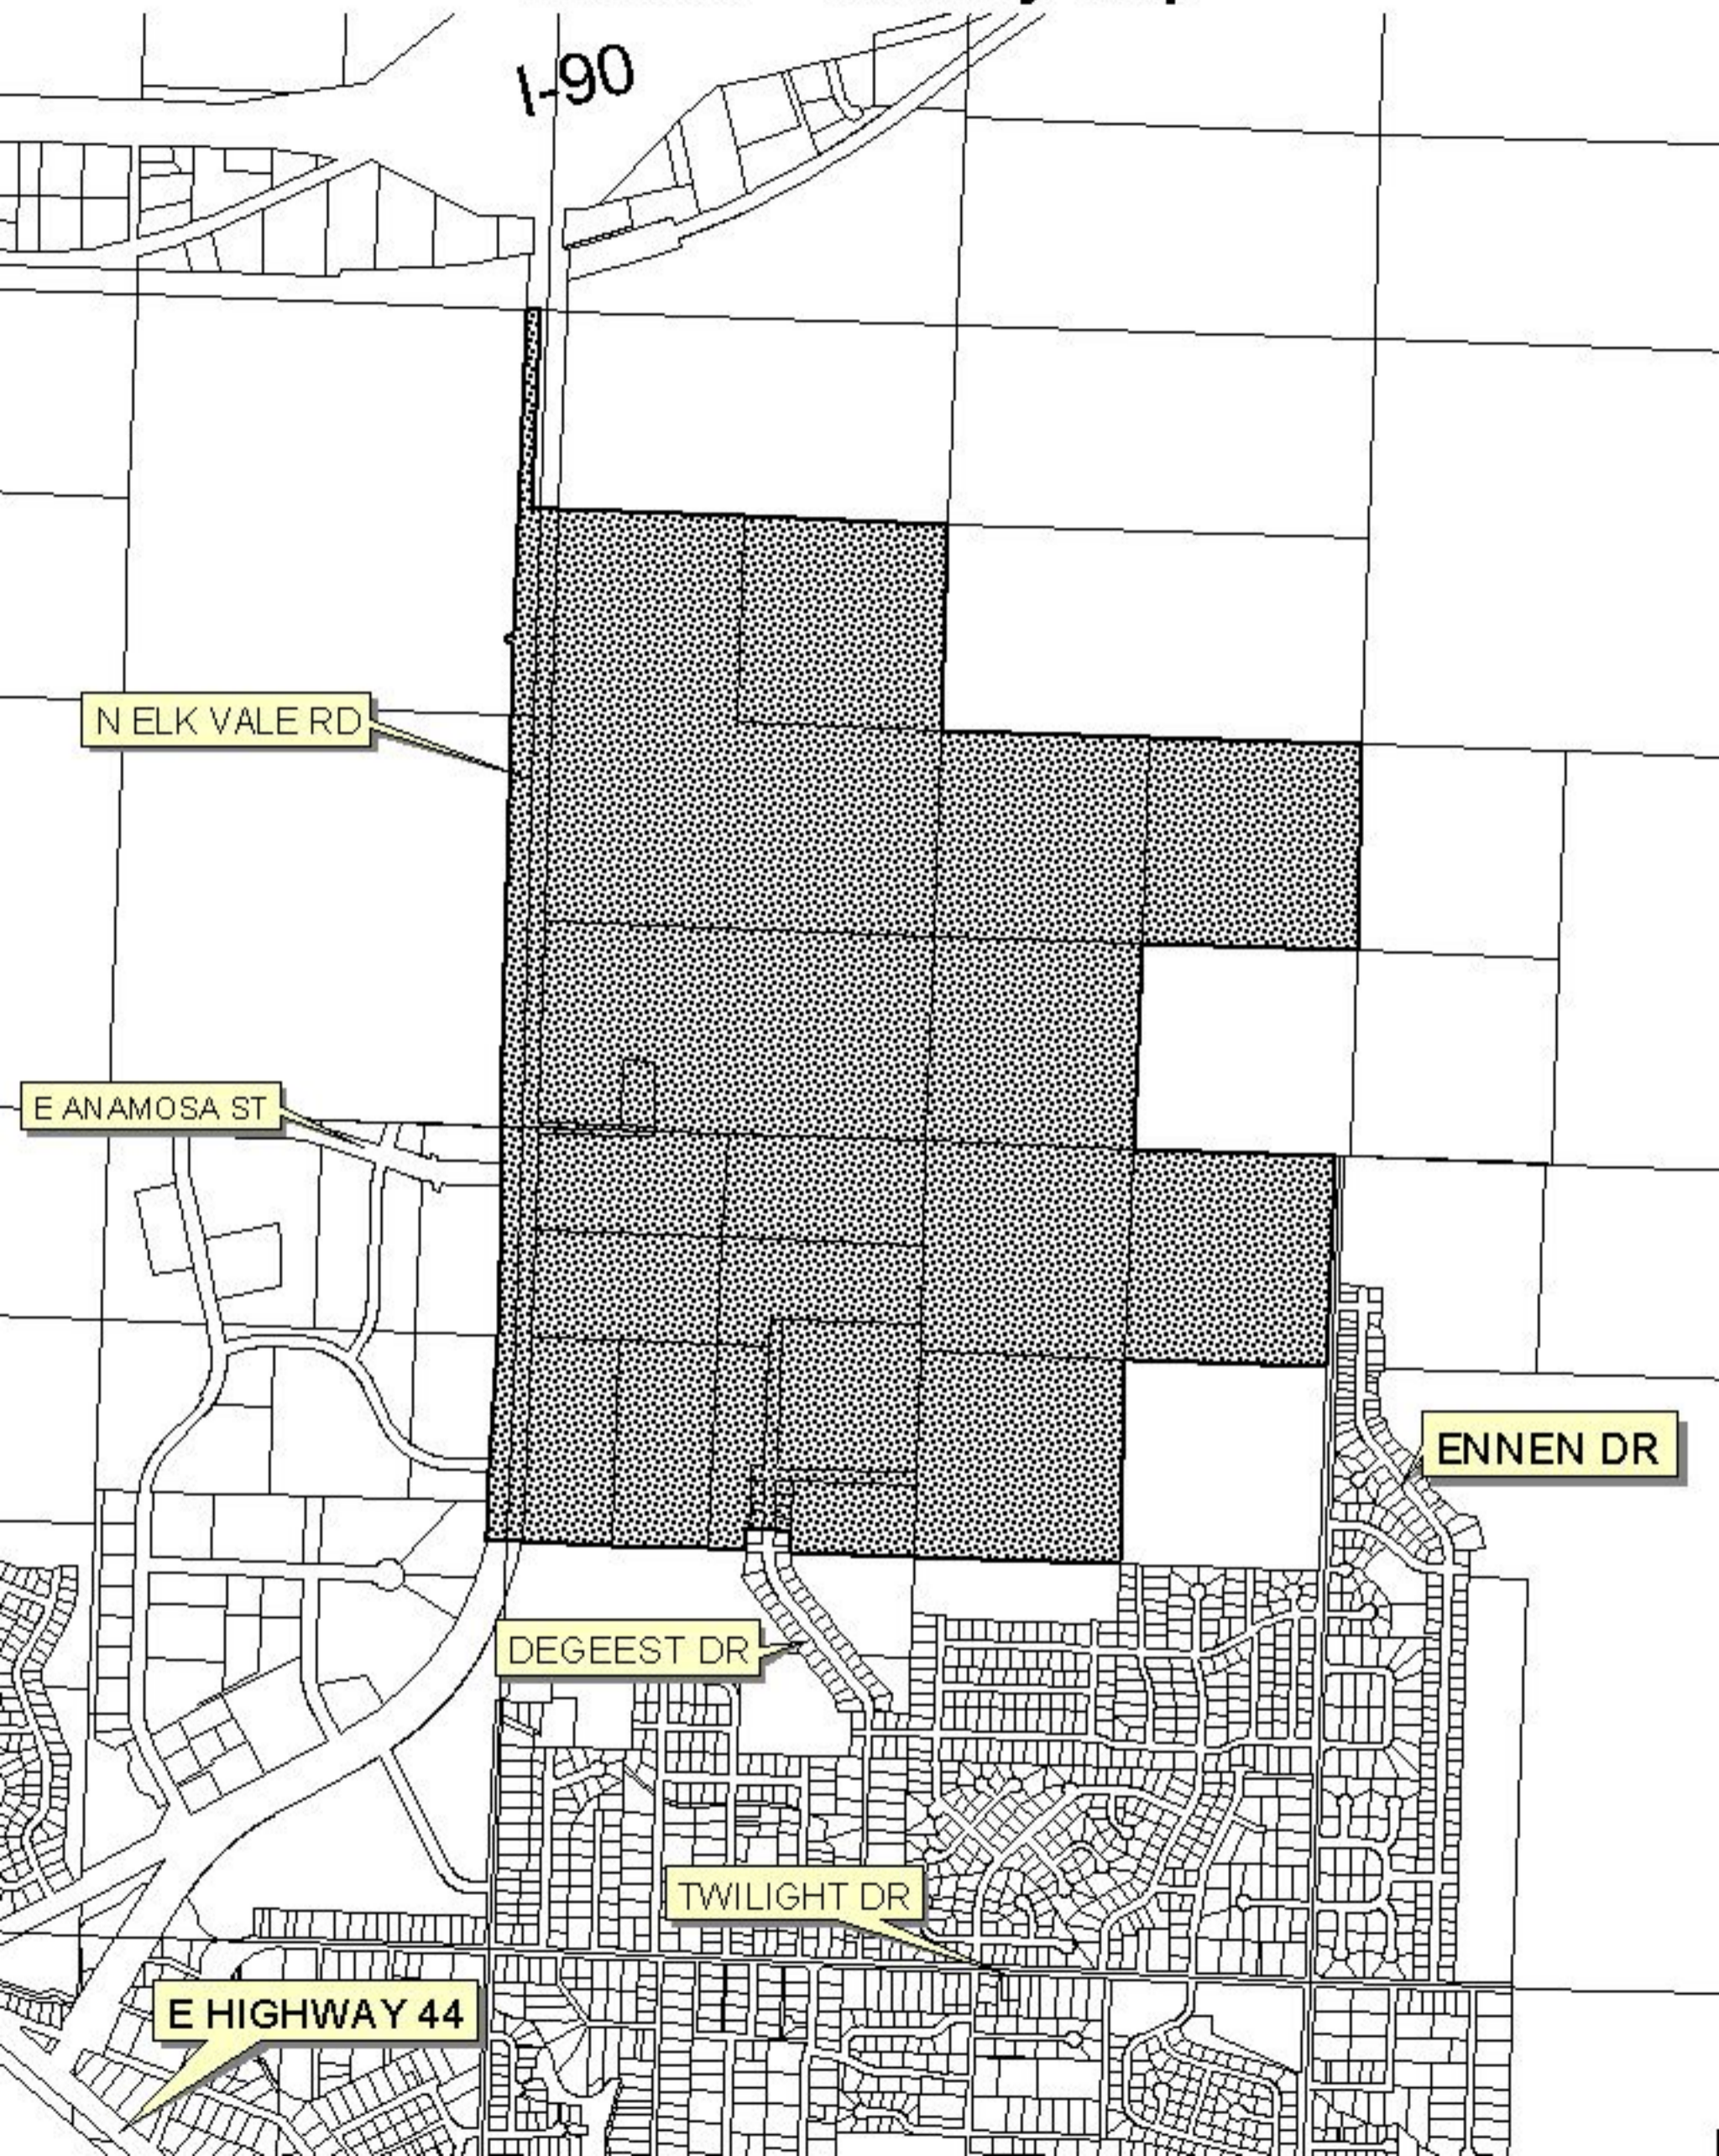 I-90
N ELK VALE RD
E ANAMOSA ST
ENNEN DR
DEGEEST DR
TWILIGHT DR
E HIGHWAY 44